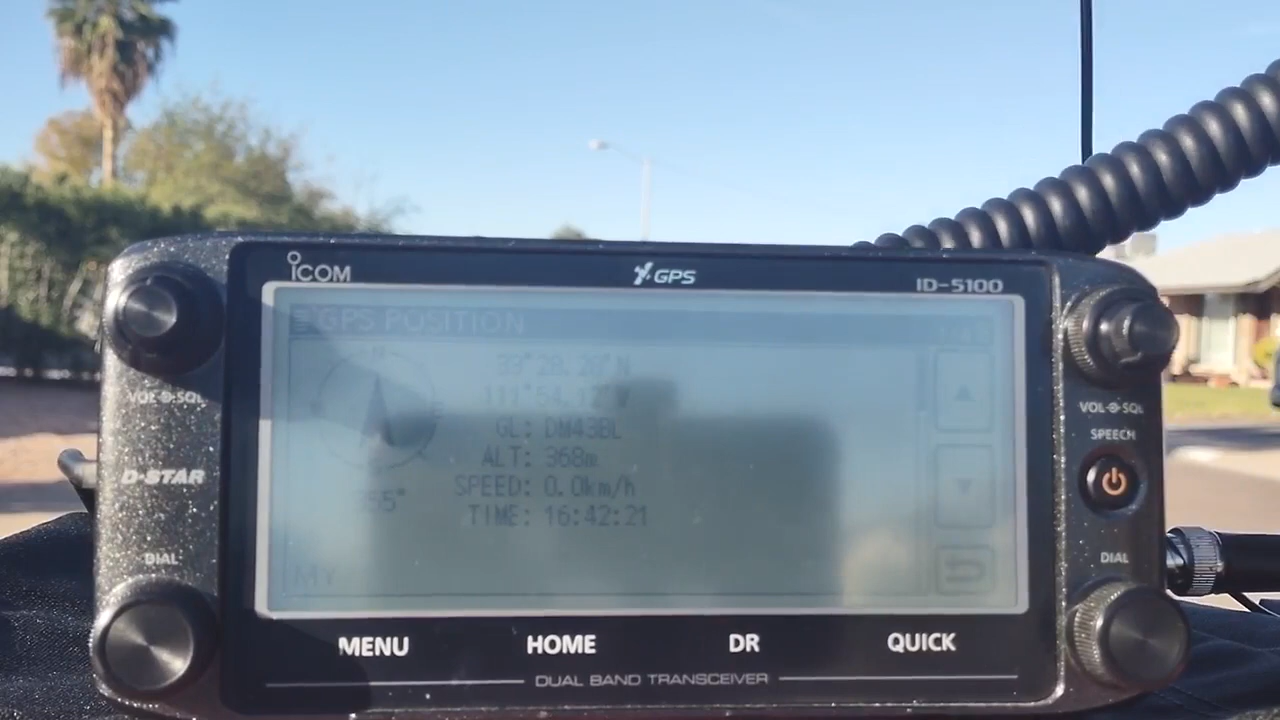 ICOM
GPS
ID-5100
GPS POSITION
GL: DM43BL
ALT: 368m
SPEED: 0.0km/h
TIME: 16:42:21
MY
VOL SQL
D-STAR
DIAL
VOL SQL
SPEECH
DIAL
MENU
HOME
DR
QUICK
DUAL BAND TRANSCEIVER